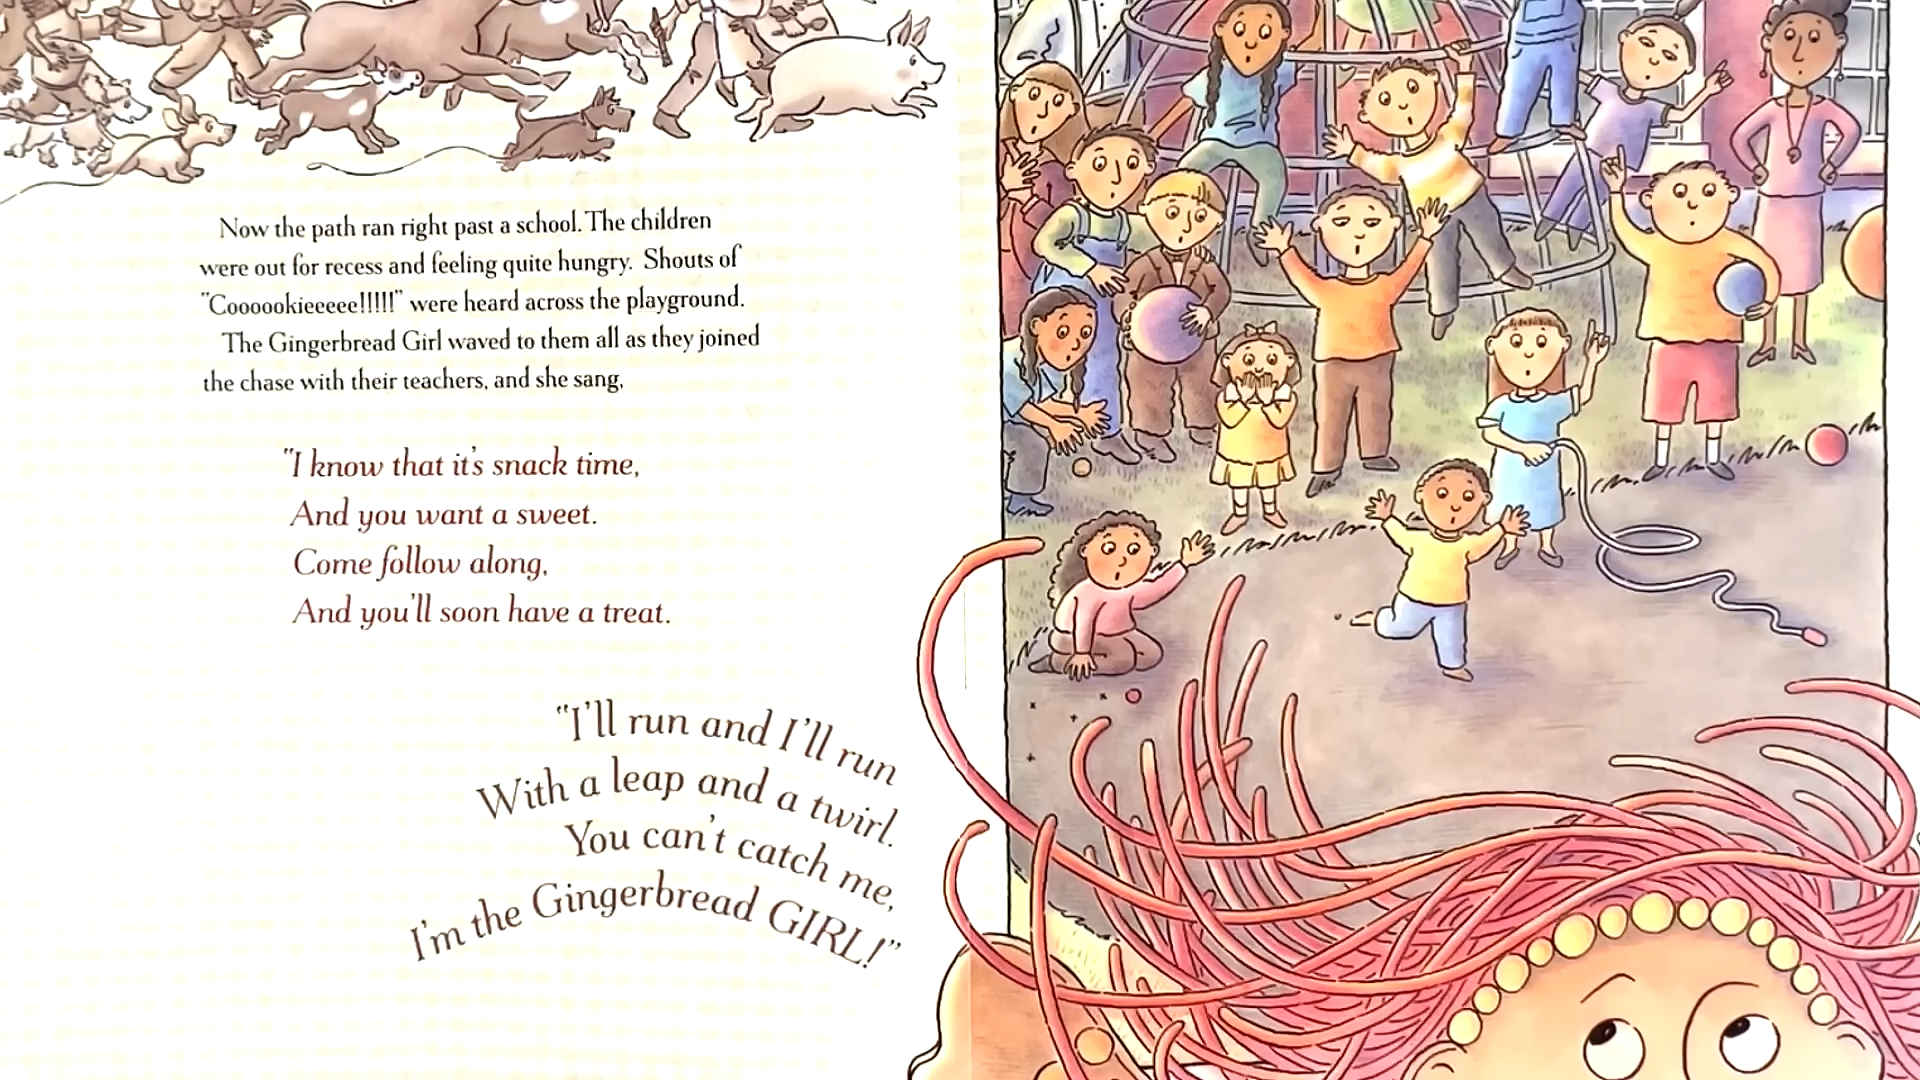 Now the path ran right past a school. The children
were out for recess and feeling quite hungry. Shouts of
"Cooooookieeeee!!!!!" were heard across the playground.
The Gingerbread Girl waved to them all as they joined
the chase with their teachers, and she sang,
"I know that it's snack time,
And you want a sweet.
Come follow along,
And you'll soon have a treat.
"I'll run and I'll run
With a leap and a twirl.
You can't catch me,
I'm the Gingerbread GIRL!"